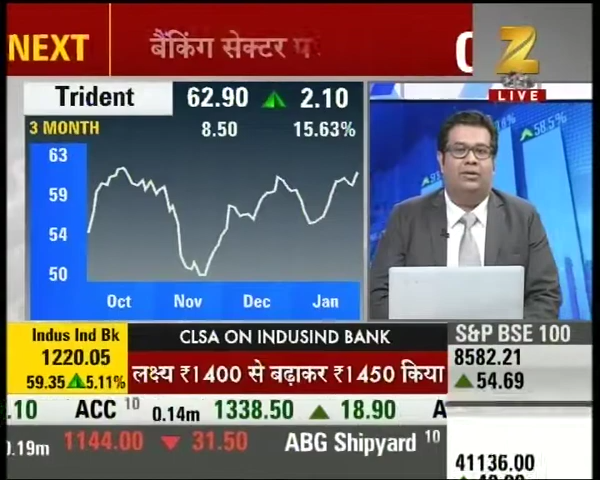 NEXT
बैंकिंग सेक्टर
Z
LIVE
Trident 62.90 2.10
3 MONTH 8.50 15.63%
63
59
54
50
Oct Nov Dec Jan
58.5%
Indus Ind Bk
1220.05
59.35 5.11%
CLSA ON INDUSIND BANK
लक्ष्य ₹1400 से बढ़ाकर ₹1450 किया
S&P BSE 100
8582.21
54.69
.10 ACC 10 0.14m 1338.50 18.90 A
0.19m 1144.00 31.50 ABG Shipyard 10
41136.00